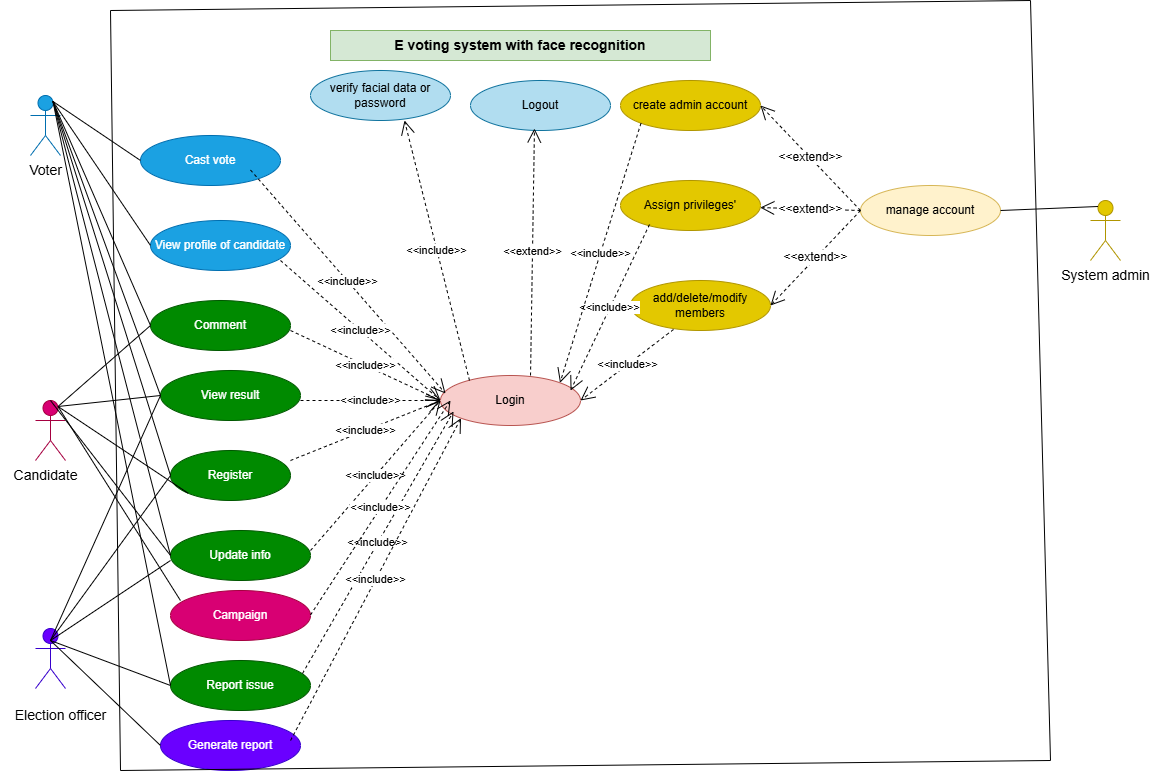 E voting system with face recognition
verify facial data or
password
Logout
create admin account
Voter
Cast vote
<<extend>>
Assign privileges'
<<extend>>
manage account
View profile of candidate
<<include>>
<<extend>>
<<include>>
<<extend>>
System admin
<<include>>
add/delete/modify
members
<<include>>
Comment
<<include>>
<<include>>
<<include>>
View result
<<include>>
Login
<<include>>
Candidate
Register
<<include>>
<<include>>
<<include>>
Update info
<<include>>
Campaign
Report issue
Election officer
Generate report